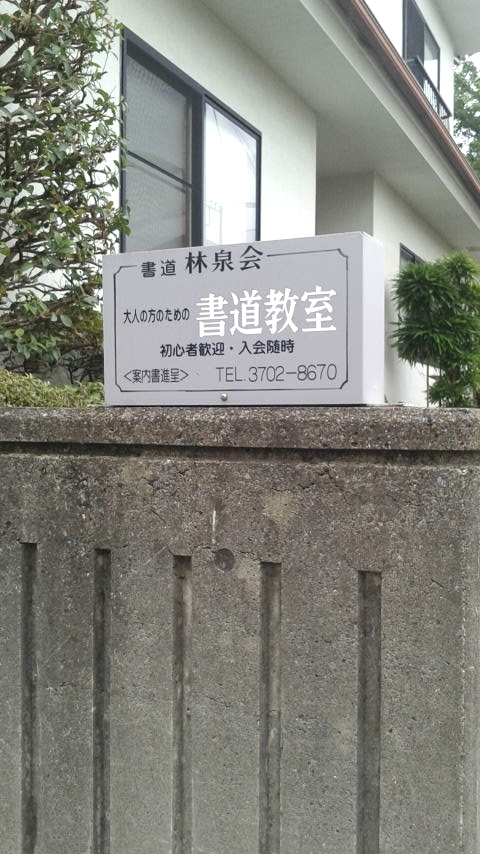 書道 林泉会
大人の方のための 書道教室
初心者歓迎・入会随時
<案内書進呈> TEL.3702-8670